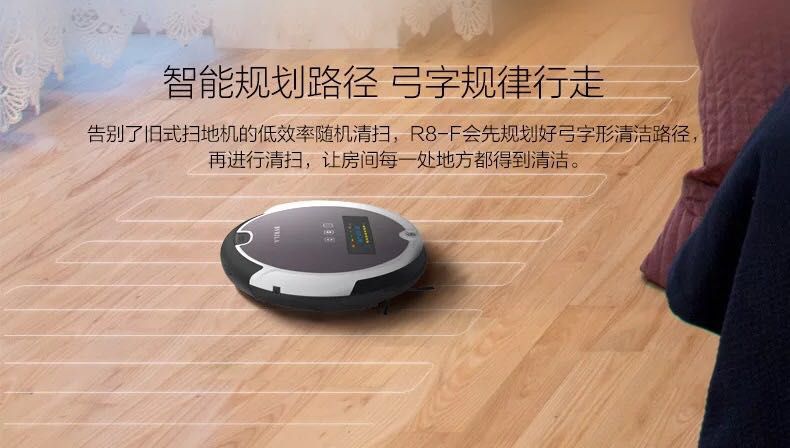 智能规划路径 弓字规律行走
告别了旧式扫地机的低效率随机清扫，R8-F会先规划好弓字形清洁路径，
再进行清扫，让房间每一处地方都得到清洁。